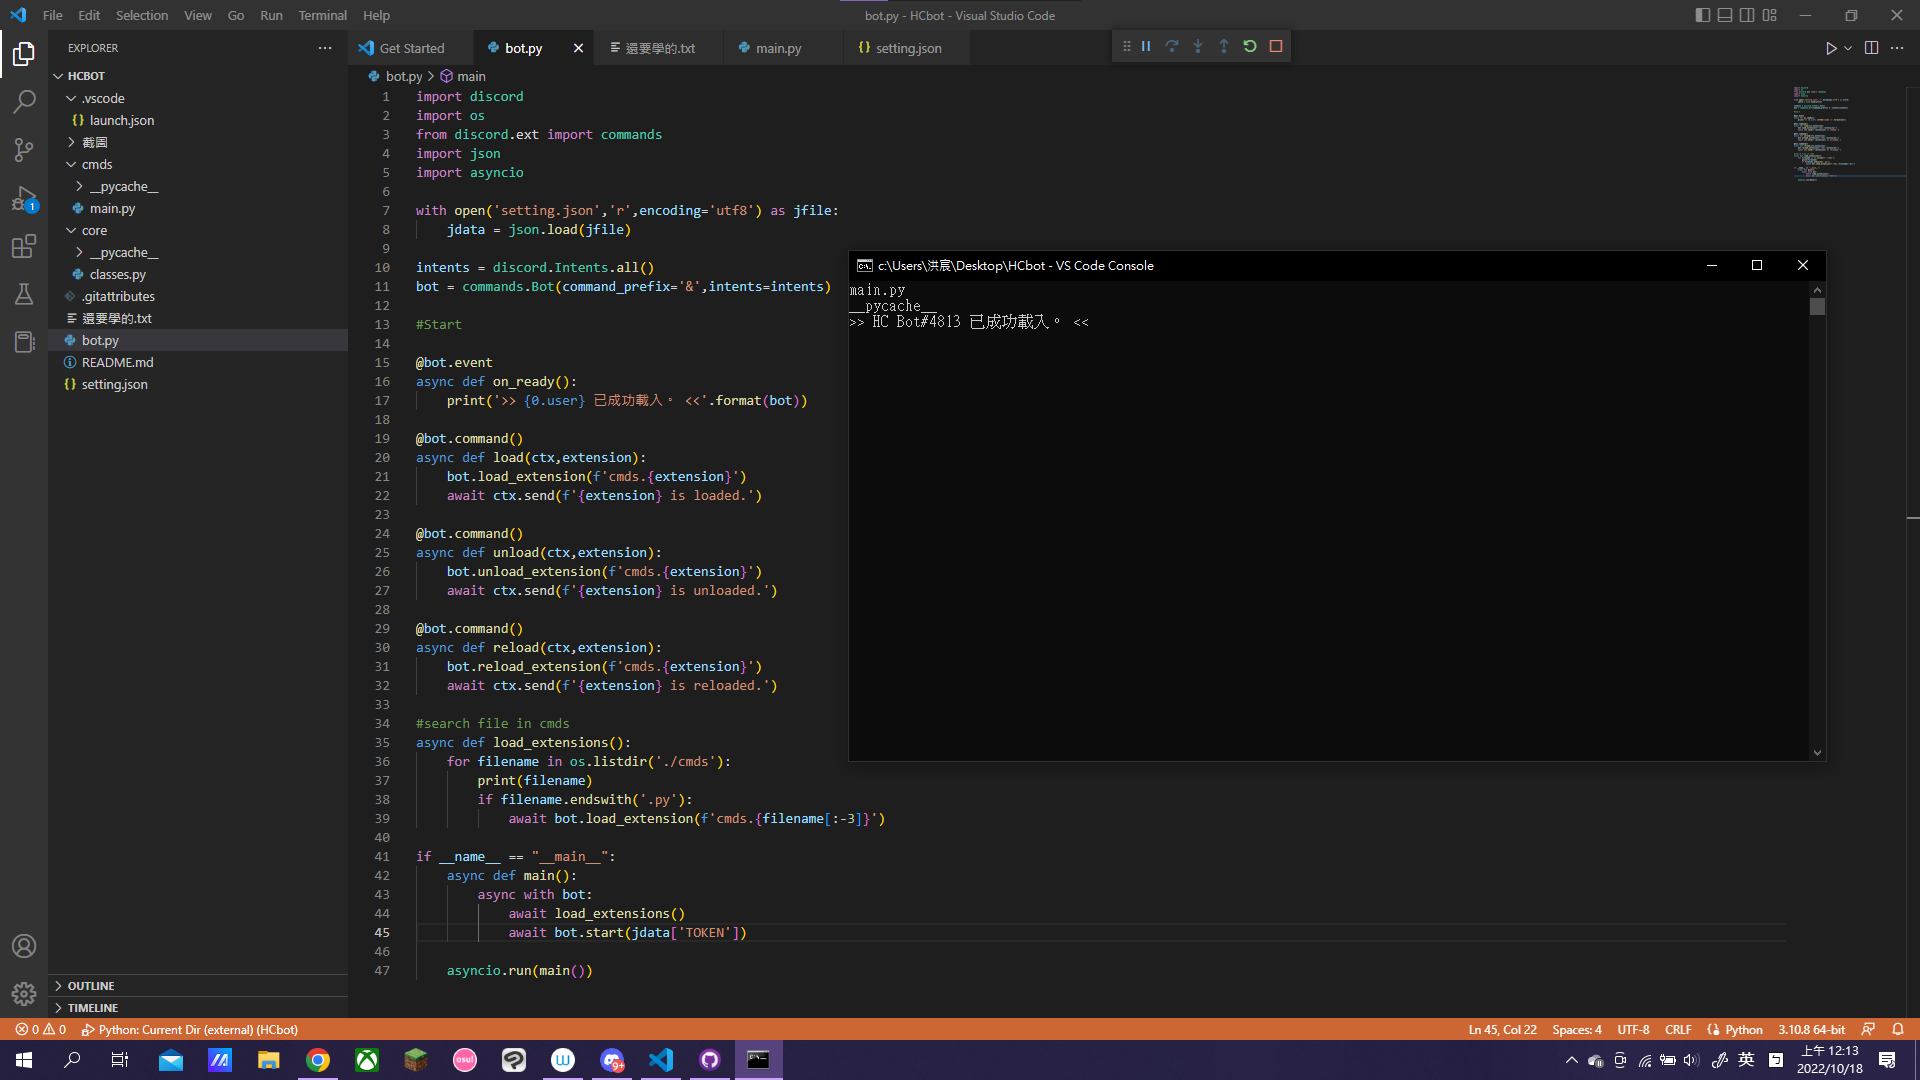 File Edit Selection View Go Run Terminal Help
bot.py - HCbot - Visual Studio Code
EXPLORER
HCBOT
.vscode
launch.json
截圖
cmds
__pycache__
main.py
core
__pycache__
classes.py
.gitattributes
還要學的.txt
bot.py
README.md
setting.json
OUTLINE
TIMELINE
Get Started bot.py 還要學的.txt main.py setting.json
bot.py > main
1 import discord
2 import os
3 from discord.ext import commands
4 import json
5 import asyncio
6
7 with open('setting.json','r',encoding='utf8') as jfile:
8 jdata = json.load(jfile)
9
10 intents = discord.Intents.all()
11 bot = commands.Bot(command_prefix='&',intents=intents)
12
13 #Start
14
15 @bot.event
16 async def on_ready():
17 print('>> {0.user} 已成功載入。 <<'.format(bot))
18
19 @bot.command()
20 async def load(ctx,extension):
21 bot.load_extension(f'cmds.{extension}')
22 await ctx.send(f'{extension} is loaded.')
23
24 @bot.command()
25 async def unload(ctx,extension):
26 bot.unload_extension(f'cmds.{extension}')
27 await ctx.send(f'{extension} is unloaded.')
28
29 @bot.command()
30 async def reload(ctx,extension):
31 bot.reload_extension(f'cmds.{extension}')
32 await ctx.send(f'{extension} is reloaded.')
33
34 #search file in cmds
35 async def load_extensions():
36 for filename in os.listdir('./cmds'):
37 print(filename)
38 if filename.endswith('.py'):
39 await bot.load_extension(f'cmds.{filename[:-3]}')
40
41 if __name__ == "__main__":
42 async def main():
43 async with bot:
44 await load_extensions()
45 await bot.start(jdata['TOKEN'])
46
47 asyncio.run(main())
c:\Users\洪宸\Desktop\HCbot - VS Code Console
main.py
__pycache__
>> HC Bot#4813 已成功載入。 <<
1
0 0 Python: Current Dir (external) (HCbot)
Ln 45, Col 22 Spaces: 4 UTF-8 CRLF Python 3.10.8 64-bit
osu!
9+
英
上午 12:13
2022/10/18